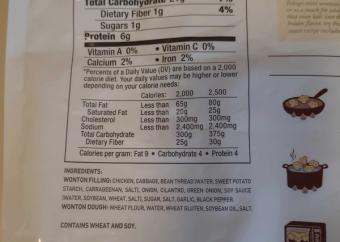 Total Carbohydrate
Dietary Fiber 1g 4%
Sugars 1g
Protein 6g
Vitamin A 0% • Vitamin C 0%
Calcium 2% • Iron 2%
*Percents of a Daily Value (DV) are based on a 2,000
calorie diet. Your daily values may be higher or lower
depending on your calorie needs:
Calories: 2,000 2,500
Total Fat Less than 65g 80g
Saturated Fat Less than 20g 25g
Cholesterol Less than 300mg 300mg
Sodium Less than 2,400mg 2,400mg
Total Carbohydrate 300g 375g
Dietary Fiber 25g 30g
Calories per gram: Fat 9 • Carbohydrate 4 • Protein 4
INGREDIENTS:
WONTON FILLING: CHICKEN, CABBAGE, BEAN THREAD (WATER, SWEET POTATO
STARCH, CARRAGEENAN, SALT), ONION, CILANTRO, GREEN ONION, SOY SAUCE
(WATER, SOYBEAN, WHEAT, SALT), SUGAR, SALT, GARLIC, BLACK PEPPER.
WONTON DOUGH: WHEAT FLOUR, WATER, WHEAT GLUTEN, SOYBEAN OIL, SALT.
CONTAINS WHEAT AND SOY.